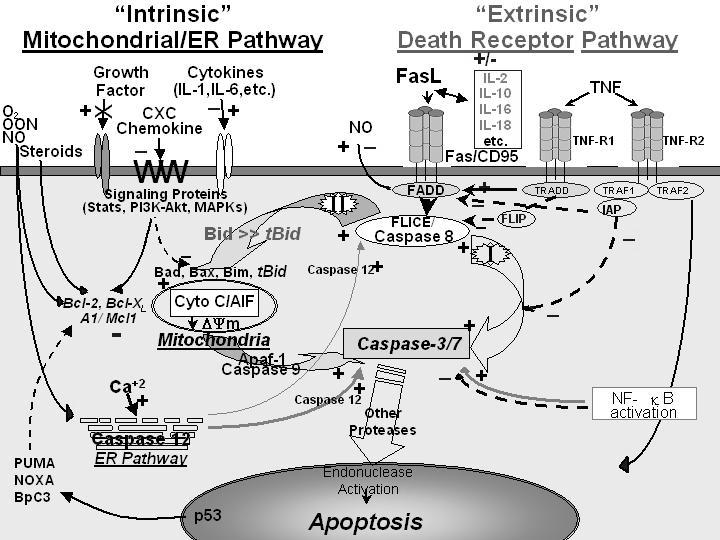 “Intrinsic”
Mitochondrial/ER Pathway
“Extrinsic”
Death Receptor Pathway
Growth
Factor
Cytokines
(IL-1,IL-6,etc.)
+
− +
O₂
OON
NO
Steroids
CXC
Chemokine
−
Signaling Proteins
(Stats, PI3K-Akt, MAPKs)
+/-
FasL
IL-2
IL-10
IL-16
IL-18
etc.
TNF
NO
+ −
TNF-R1
TNF-R2
Fas/CD95
FADD
+
TRADD
TRAF1
TRAF2
−
FLIP
−
IAP
−
FLICE/
Caspase 8
II
+
Bid >> tBid
+
I
−
Bad, Bax, Bim, tBid
+
Caspase 12
+
Bcl-2, Bcl-XL
A1/ Mcl1
-
Cyto C/AIF
ΔΨm
Mitochondria
Apaf-1
Caspase 9
+
Caspase-3/7
+
−
− +
Ca+2
+
Caspase 12
+
Other
Proteases
NF- κ B
activation
Caspase 12
ER Pathway
PUMA
NOXA
BpC3
p53
Endonuclease
Activation
Apoptosis